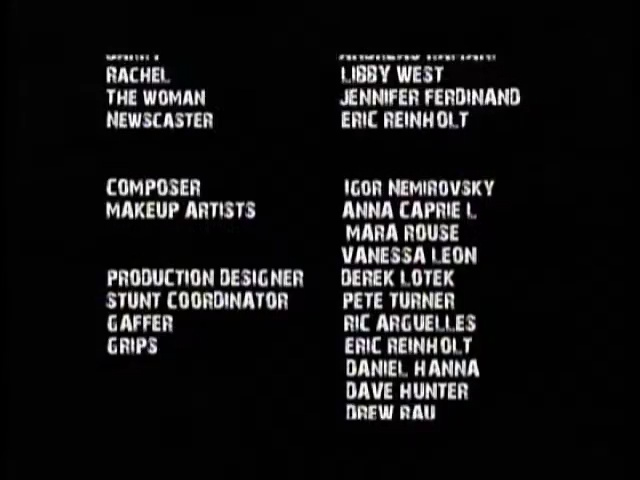 RACHEL LIBBY WEST
THE WOMAN JENNIFER FERDINAND
NEWSCASTER ERIC REINHOLT
COMPOSER IGOR NEMIROVSKY
MAKEUP ARTISTS ANNA CAPRIE L
MARA ROUSE
VANESSA LEON
PRODUCTION DESIGNER DEREK LOTEK
STUNT COORDINATOR PETE TURNER
GAFFER RIC ARGUELLES
GRIPS ERIC REINHOLT
DANIEL HANNA
DAVE HUNTER
DREW RAU